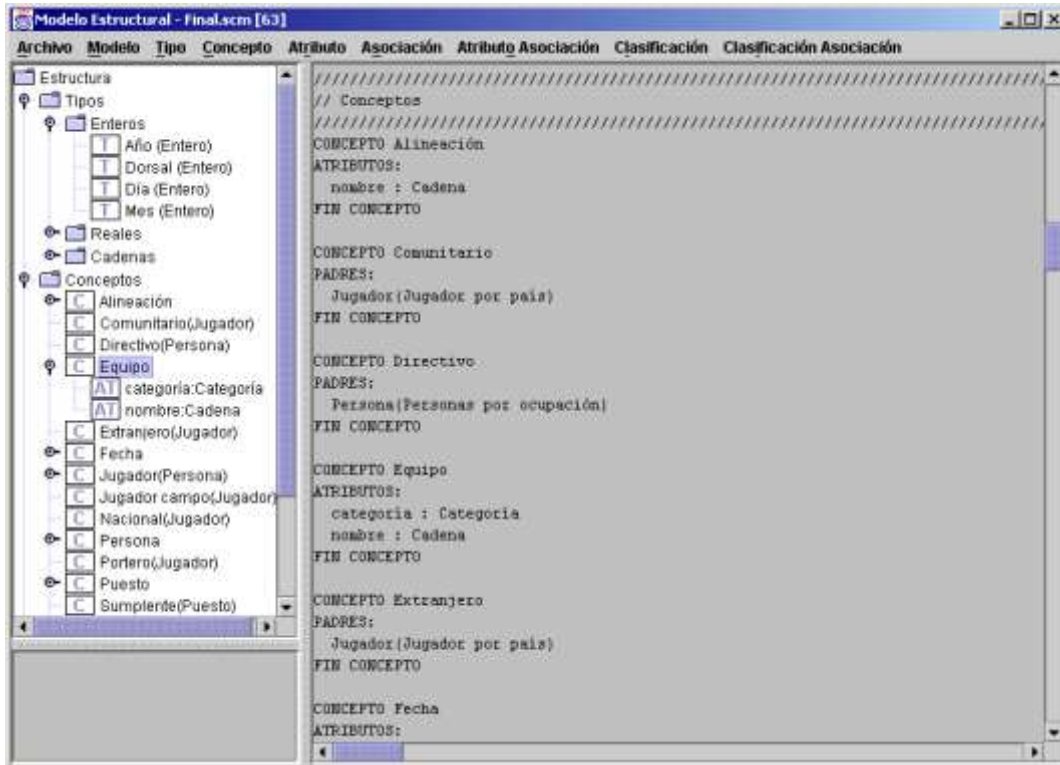 Modelo Estructural - Final.scm [63]
Archivo Modelo Tipo Concepto Atributo Asociación Atributo Asociación Clasificación Clasificación Asociación
Estructura
Tipos
Enteros
T Año (Entero)
T Dorsal (Entero)
T Día (Entero)
T Mes (Entero)
Reales
Cadenas
Conceptos
C Alineación
C Comunitario(Jugador)
C Directivo(Persona)
C Equipo
AT categoría:Categoría
AT nombre:Cadena
C Extranjero(Jugador)
C Fecha
C Jugador(Persona)
C Jugador campo(Jugador)
C Nacional(Jugador)
C Persona
C Portero(Jugador)
C Puesto
C Sumplente(Puesto)
////////////////////////////////////////////////////////////////////////
// Conceptos
////////////////////////////////////////////////////////////////////////
CONCEPTO Alineación
ATRIBUTOS:
nombre : Cadena
FIN CONCEPTO
CONCEPTO Comunitario
PADRES:
Jugador(Jugador por país)
FIN CONCEPTO
CONCEPTO Directivo
PADRES:
Persona(Personas por ocupación)
FIN CONCEPTO
CONCEPTO Equipo
ATRIBUTOS:
categoría : Categoría
nombre : Cadena
FIN CONCEPTO
CONCEPTO Extranjero
PADRES:
Jugador(Jugador por país)
FIN CONCEPTO
CONCEPTO Fecha
ATRIBUTOS: